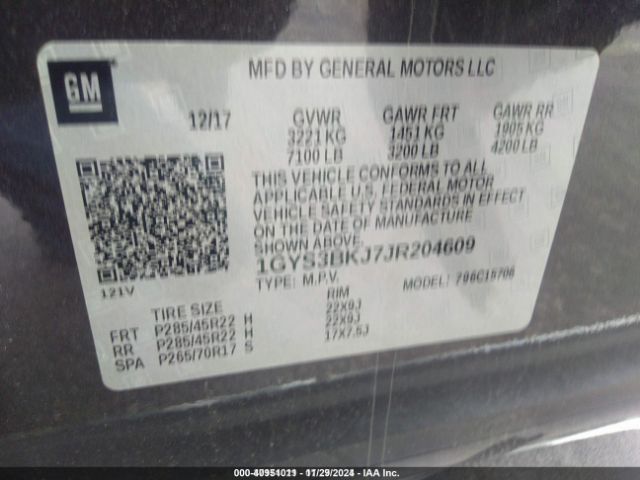 GM
MFD BY GENERAL MOTORS LLC
12/17 GVWR GAWR FRT GAWR RR
3221 KG 1451 KG 1905 KG
7100 LB 3200 LB 4200 LB
THIS VEHICLE CONFORMS TO ALL
APPLICABLE U.S. FEDERAL MOTOR
VEHICLE SAFETY STANDARDS IN EFFECT
ON THE DATE OF MANUFACTURE
SHOWN ABOVE.
1GYS3BKJ7JR204609
TYPE: M.P.V. MODEL: 796C15706
121V
TIRE SIZE RIM
FRT P285/45R22 H 22X9J
RR P285/45R22 H 22X9J
SPA P265/70R17 S 17X7.5J
11/29/2024 - IAA Inc.